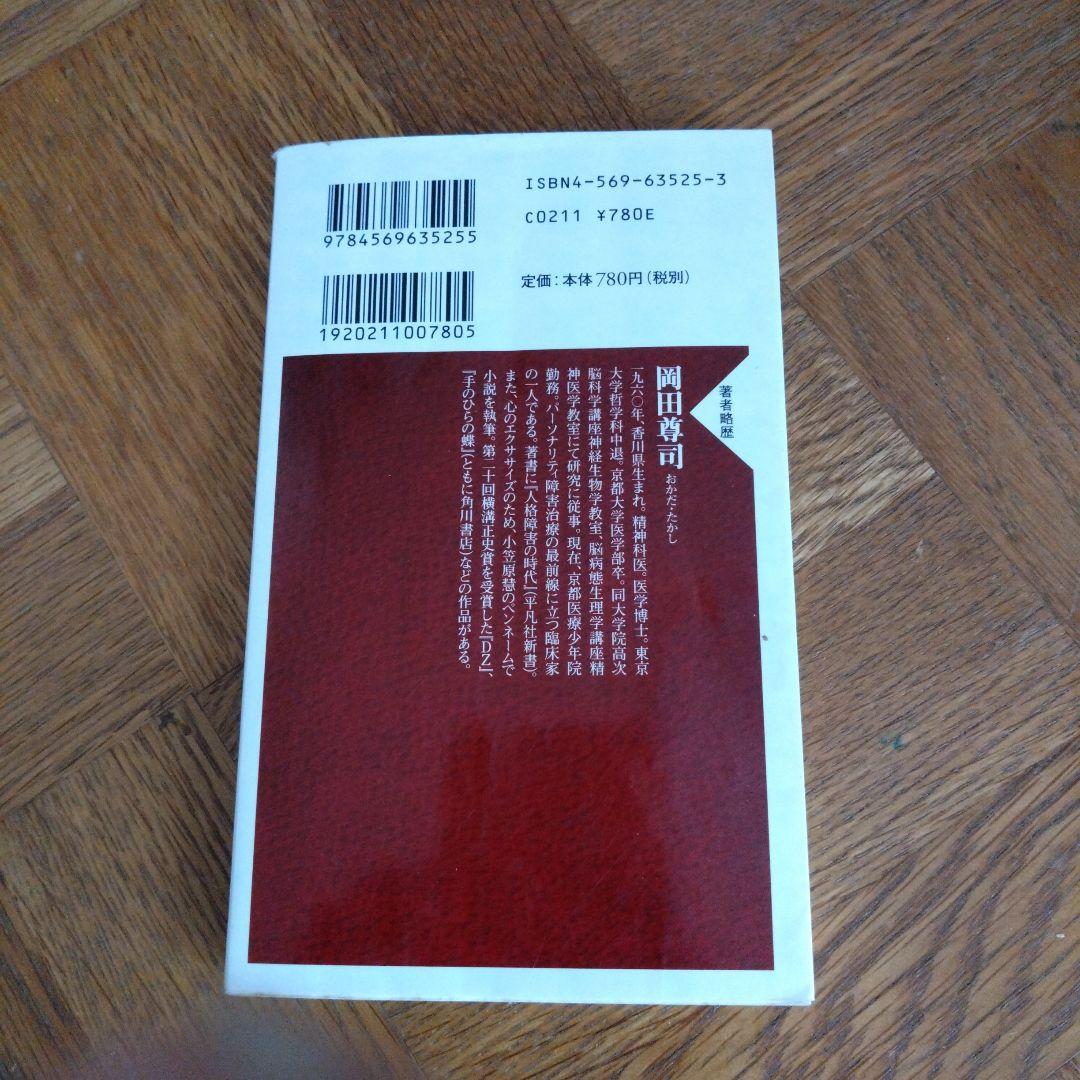 ISBN4-569-63525-3
C0211 ¥780E
9784569635255
定価：本体780円（税別）
1920211007805
著者略歴
岡田尊司 おかだ・たかし
一九六〇年、香川県生まれ。精神科医。医学博士。東京
大学哲学科中退。京都大学医学部卒。同大学院高次
脳科学講座神経生物学教室、脳病態生理学講座精
神医学教室にて研究に従事。現在、京都医療少年院
勤務。パーソナリティ障害治療の最前線に立つ臨床家
の一人である。著書に『人格障害の時代』（平凡社新書）。
また、心のエクササイズのため、小笠原慧のペンネームで
小説を執筆。第二十回横溝正史賞を受賞した『DZ』、
『手のひらの蝶』（ともに角川書店）などの作品がある。